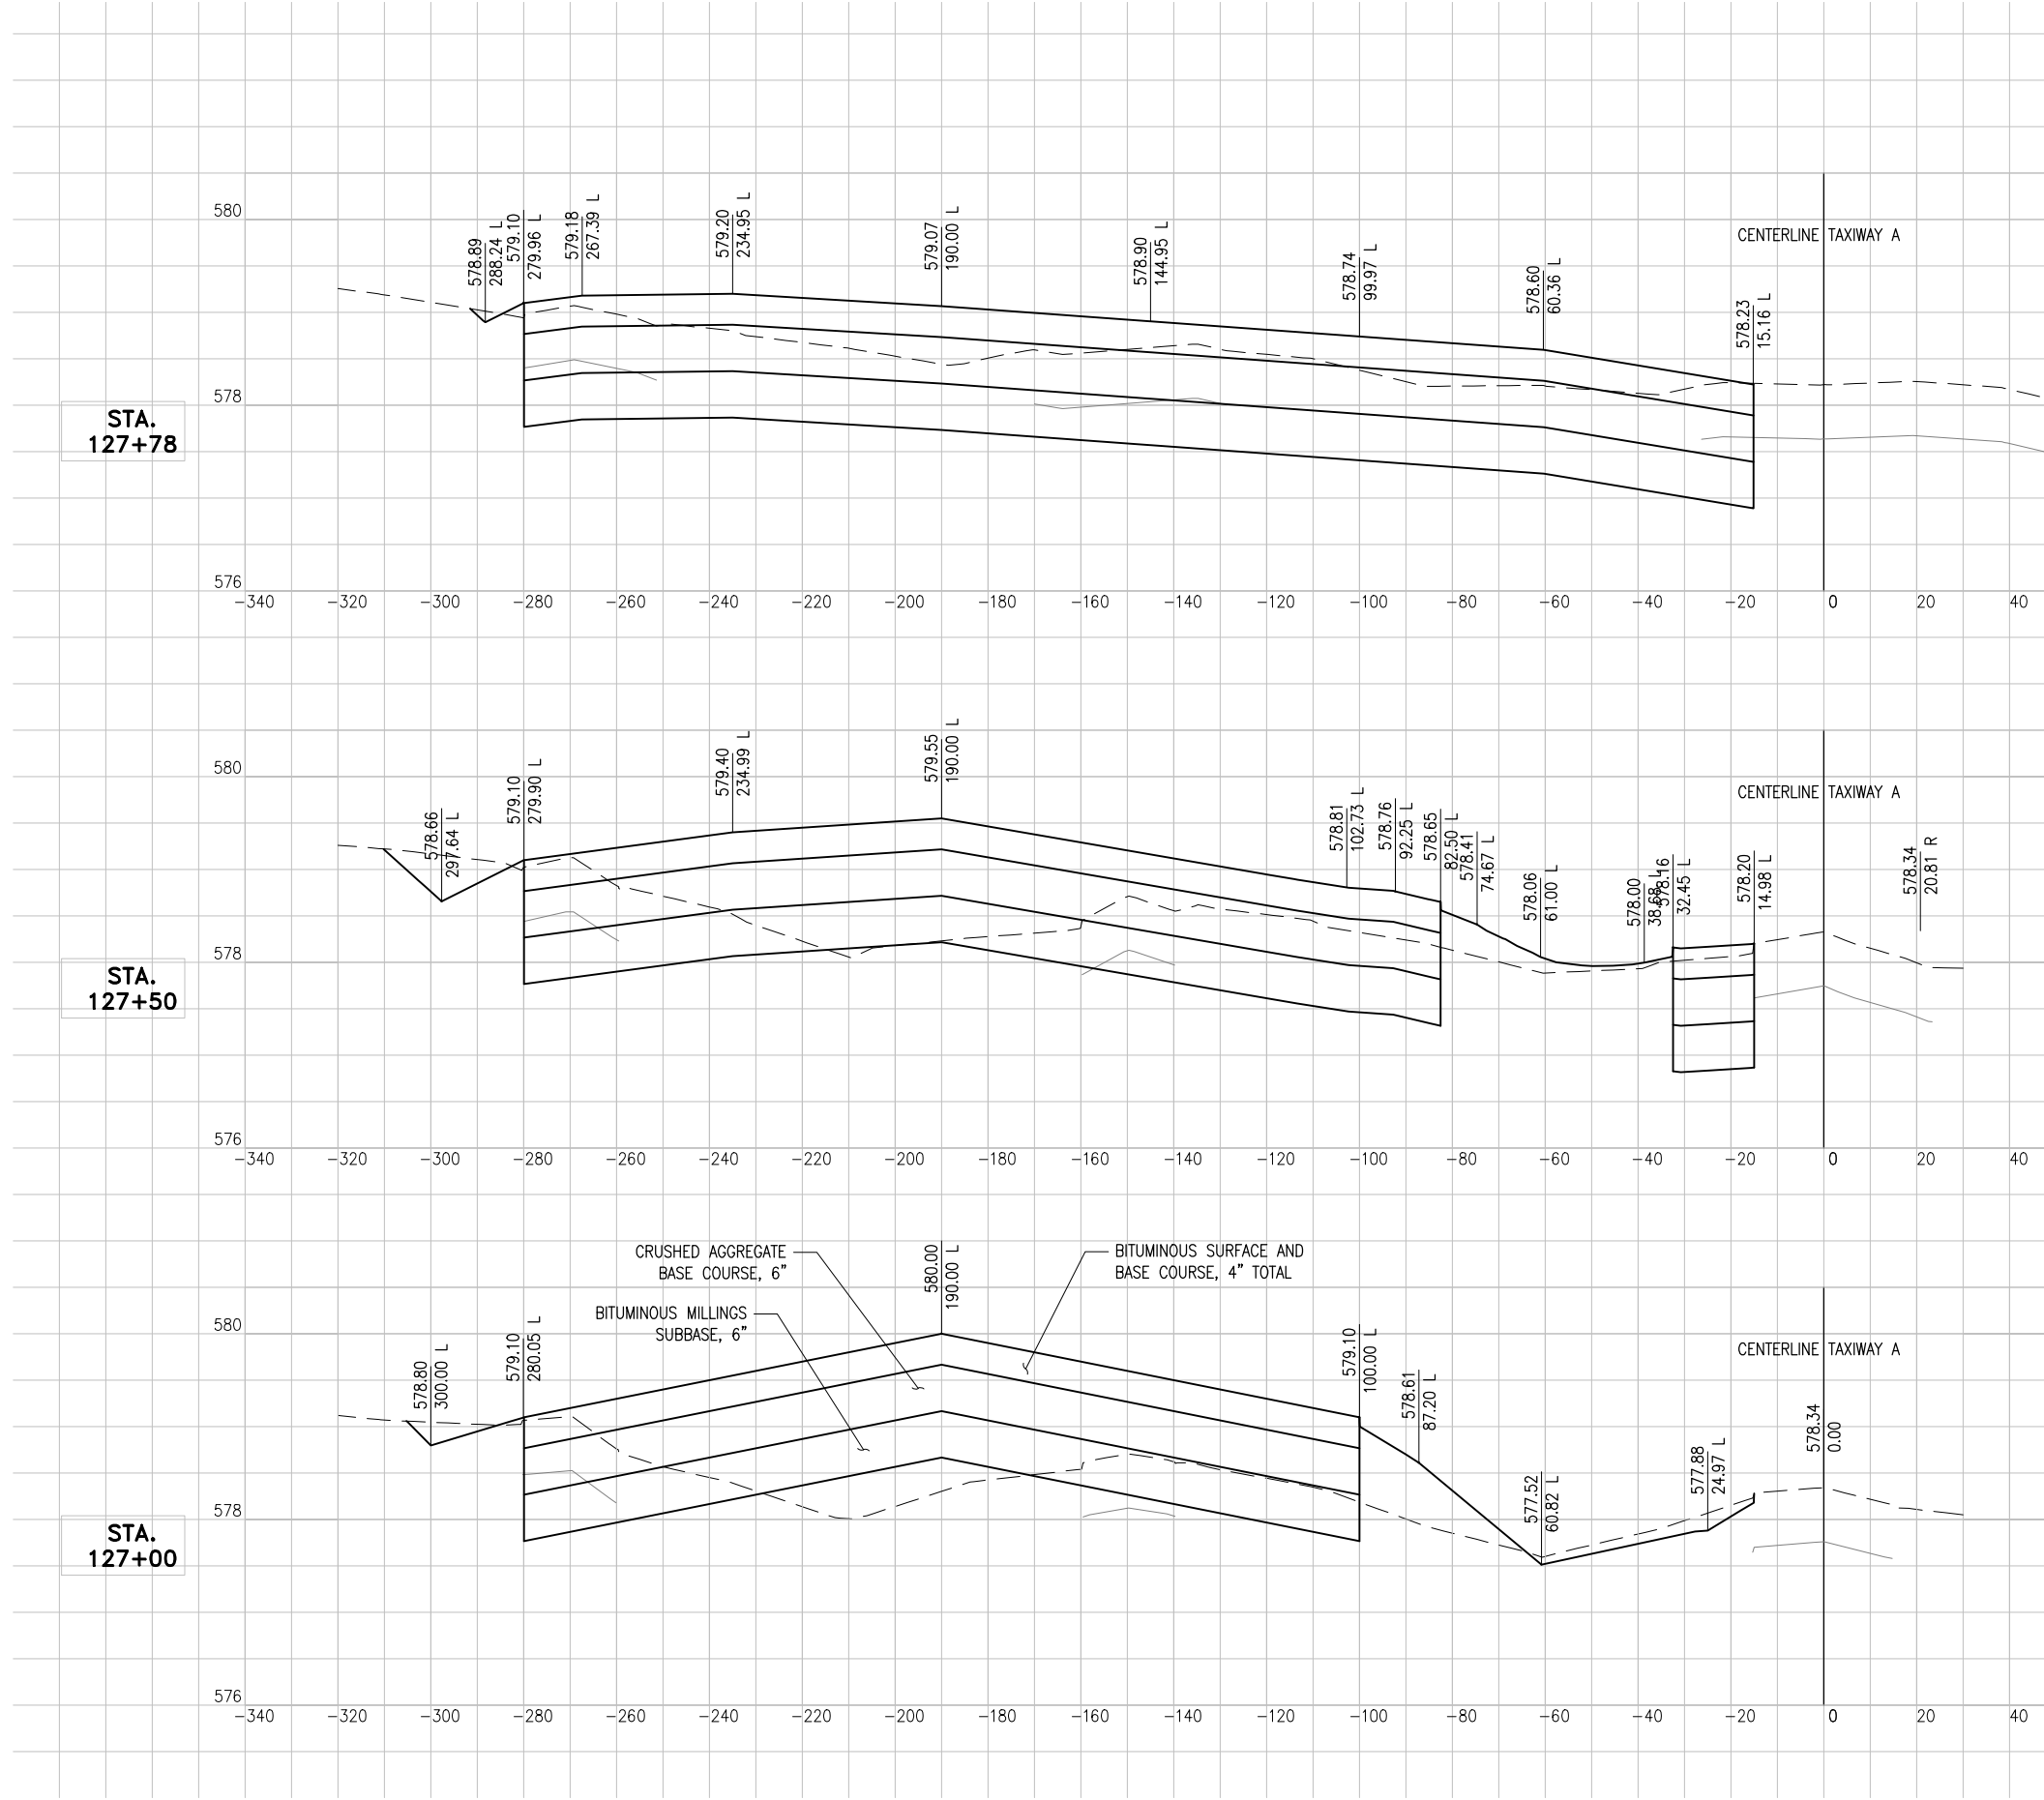 578.89
288.24 L
579.10
279.96 L
579.18
267.39 L
579.20
234.95 L
579.07
190.00 L
578.90
144.95 L
578.74
99.97 L
578.60
60.36 L
578.23
15.16 L
CENTERLINE TAXIWAY A
580
578
576
STA.
127+78
-340 -320 -300 -280 -260 -240 -220 -200 -180 -160 -140 -120 -100 -80 -60 -40 -20 0 20 40
578.66
297.64 L
579.10
279.90 L
579.40
234.99 L
579.55
190.00 L
578.81
102.73 L
578.76
92.25 L
578.65
82.50 L
578.41
74.67 L
578.06
61.00 L
578.00
38.68 L
578.16
32.45 L
578.20
14.98 L
578.34
20.81 R
CENTERLINE TAXIWAY A
580
578
576
STA.
127+50
-340 -320 -300 -280 -260 -240 -220 -200 -180 -160 -140 -120 -100 -80 -60 -40 -20 0 20 40
CRUSHED AGGREGATE
BASE COURSE, 6"
BITUMINOUS MILLINGS
SUBBASE, 6"
BITUMINOUS SURFACE AND
BASE COURSE, 4" TOTAL
578.80
300.00 L
579.10
280.05 L
580.00
190.00 L
579.10
100.00 L
578.61
87.20 L
577.52
60.82 L
577.88
24.97 L
578.34
0.00
CENTERLINE TAXIWAY A
580
578
576
STA.
127+00
-340 -320 -300 -280 -260 -240 -220 -200 -180 -160 -140 -120 -100 -80 -60 -40 -20 0 20 40